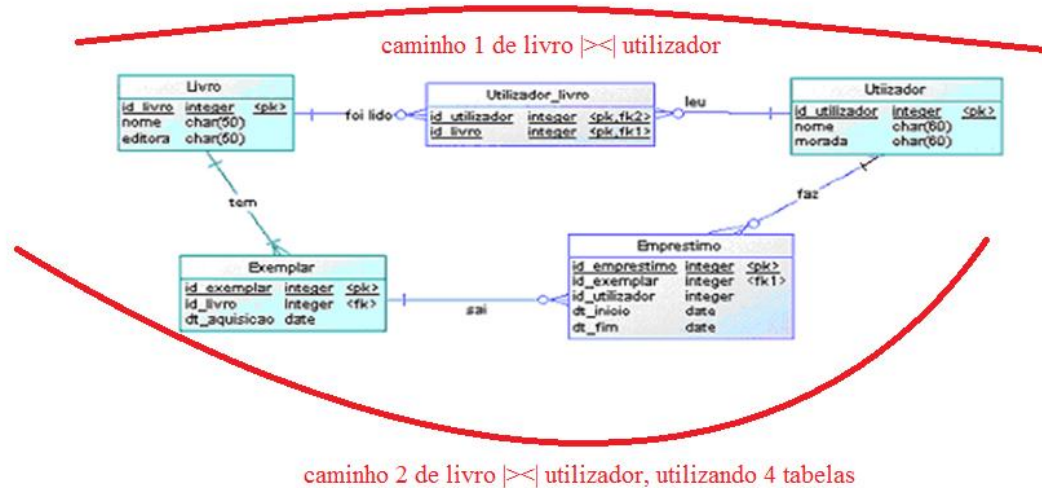 caminho 1 de livro |><| utilizador
Livro
id_livro integer <pk>
nome char(50)
editora char(50)
foi lido
Utilizador_livro
id_utilizador integer <pk,fk2>
id_livro integer <pk,fk1>
leu
Utiizador
id_utilizador integer <pk>
nome char(60)
morada char(60)
tem
faz
Exemplar
id_exemplar integer <pk>
id_livro integer <fk>
dt_aquisicao date
sai
Emprestimo
id_emprestimo integer <pk>
id_exemplar integer <fk1>
id_utilizador integer
dt_inicio date
dt_fim date
caminho 2 de livro |><| utilizador, utilizando 4 tabelas